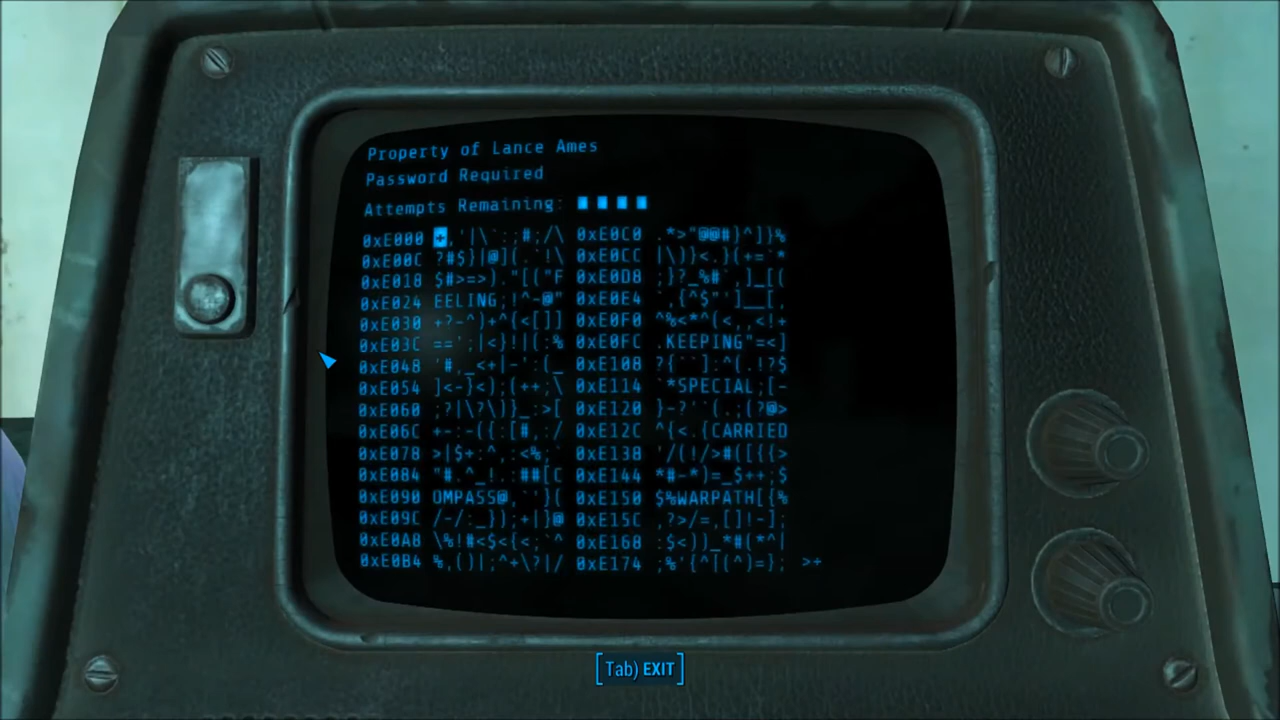 Property of Lance Ames
Password Required
Attempts Remaining:
0xE000 +,'|\`:;#;/\ 0xE0C0 .*>"@@#)^]}%
0xE00C ?#$}|@](.`!\ 0xE0CC |\)}<.}(+=`*
0xE018 $#>=>).”[("F 0xE0D8 ;}?_%#`,]_[(
0xE024 EELING;!^-@" 0xE0E4 .,{^$"']__[,
0xE030 +?-^)+^(<[]] 0xE0F0 ^%<*^(<,,<!+
0xE03C ==';|<}!|[:% 0xE0FC .KEEPING"=<]
0xE048 '#,_<+|-':(_ 0xE108 ?{``]:^(.!?$
0xE054 ]<-}<);(++;\ 0xE114 `*SPECIAL;[-
0xE060 ;?|\?\)}_:>[ 0xE120 }-?'`(.;(?@>
0xE06C +-:-({:[#,:/ 0xE12C ^{<.{CARRIED
0xE078 >|$+:^,:<%;' 0xE138 '/(!/>#([{{>
0xE084 "#.^_!.:##[C 0xE144 *#-*)=_$++;$
0xE090 OMPASS@,`'}( 0xE150 $%WARPATH[{%
0xE09C /-/:_});+|}@ 0xE15C ,?>/=,[]!-];
0xE0A8 \%!#<$<{<;`^ 0xE168 :$<))_*#(*^|
0xE0B4 %,()|;^+\?|/ 0xE174 ;%'{^[(^)=}; >+
[Tab) EXIT]